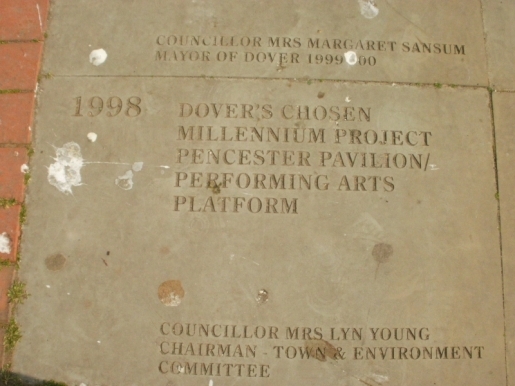 COUNCILLOR MRS MARGARET SANSUM
MAYOR OF DOVER 1999 00
1998 DOVER'S CHOSEN
MILLENNIUM PROJECT
PENCESTER PAVILION/
PERFORMING ARTS
PLATFORM
COUNCILLOR MRS LYN YOUNG
CHAIRMAN - TOWN & ENVIRONMENT
COMMITTEE